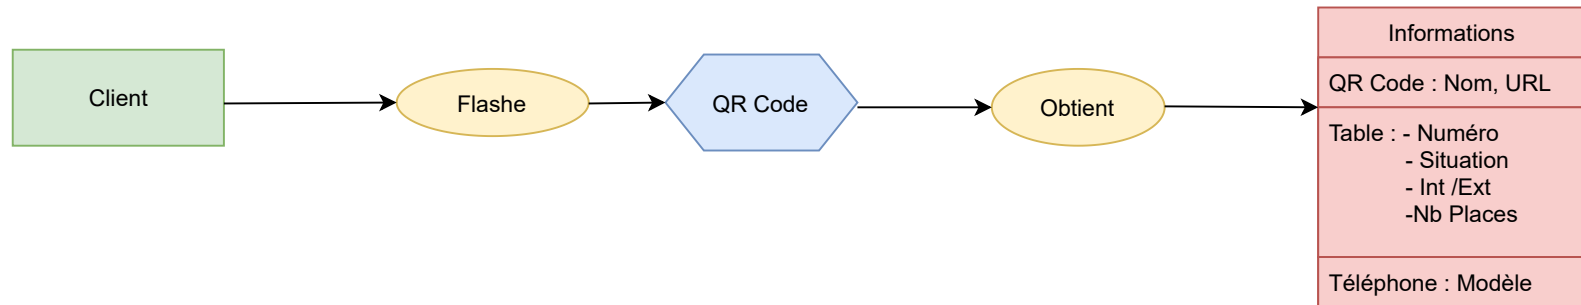 Client
Flashe
QR Code
Obtient
Informations
QR Code : Nom, URL
Table : - Numéro
- Situation
- Int /Ext
-Nb Places
Téléphone : Modèle